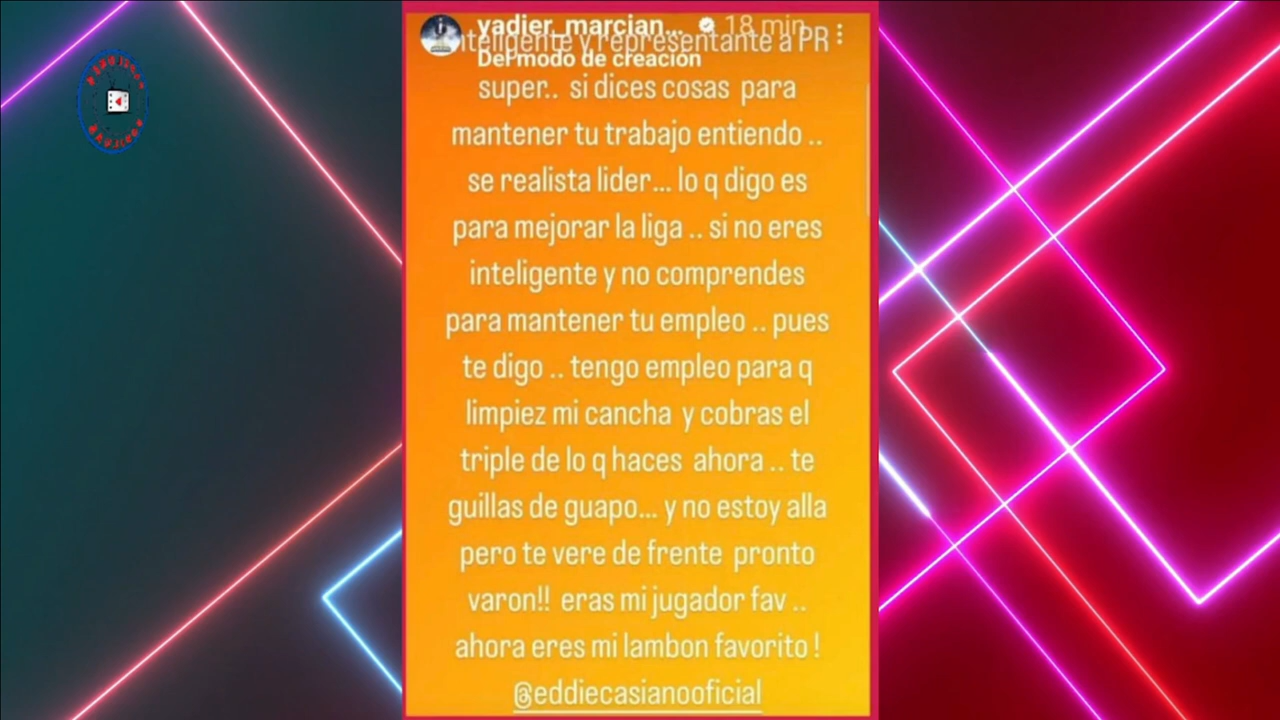 yadier_marcian... 18 min
nteligente y representante a PR
Del modo de creación
super.. si dices cosas para
mantener tu trabajo entiendo ..
se realista lider... lo q digo es
para mejorar la liga .. si no eres
inteligente y no comprendes
para mantener tu empleo .. pues
te digo .. tengo empleo para q
limpiez mi cancha y cobras el
triple de lo q haces ahora .. te
guillas de guapo... y no estoy alla
pero te vere de frente pronto
varon!! eras mi jugador fav ..
ahora eres mi lambon favorito !
@eddiecasianooficial